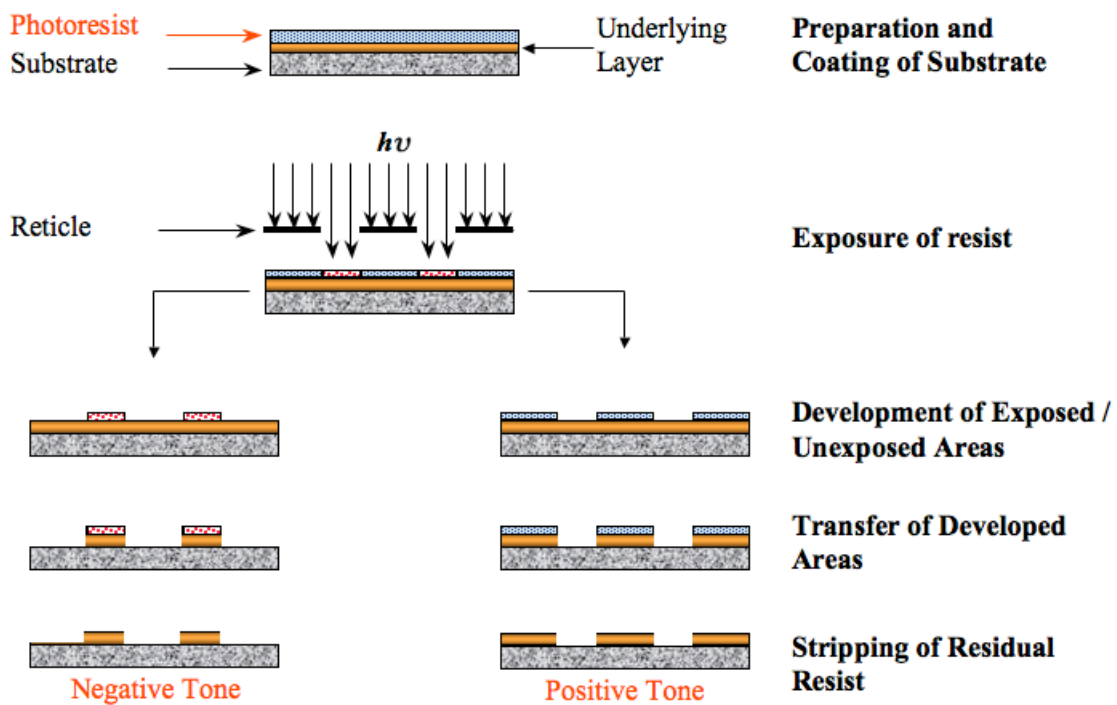 Photoresist
Substrate
Underlying
Layer
Preparation and
Coating of Substrate
hυ
Reticle
Exposure of resist
Development of Exposed /
Unexposed Areas
Transfer of Developed
Areas
Stripping of Residual
Resist
Negative Tone
Positive Tone